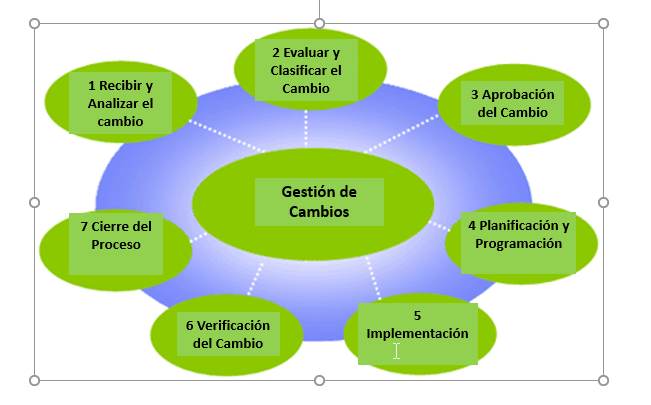 1 Recibir y
Analizar el
cambio
2 Evaluar y
Clasificar el
Cambio
3 Aprobación
del Cambio
Gestión de
Cambios
4 Planificación y
Programación
5
Implementación
6 Verificación
del Cambio
7 Cierre del
Proceso